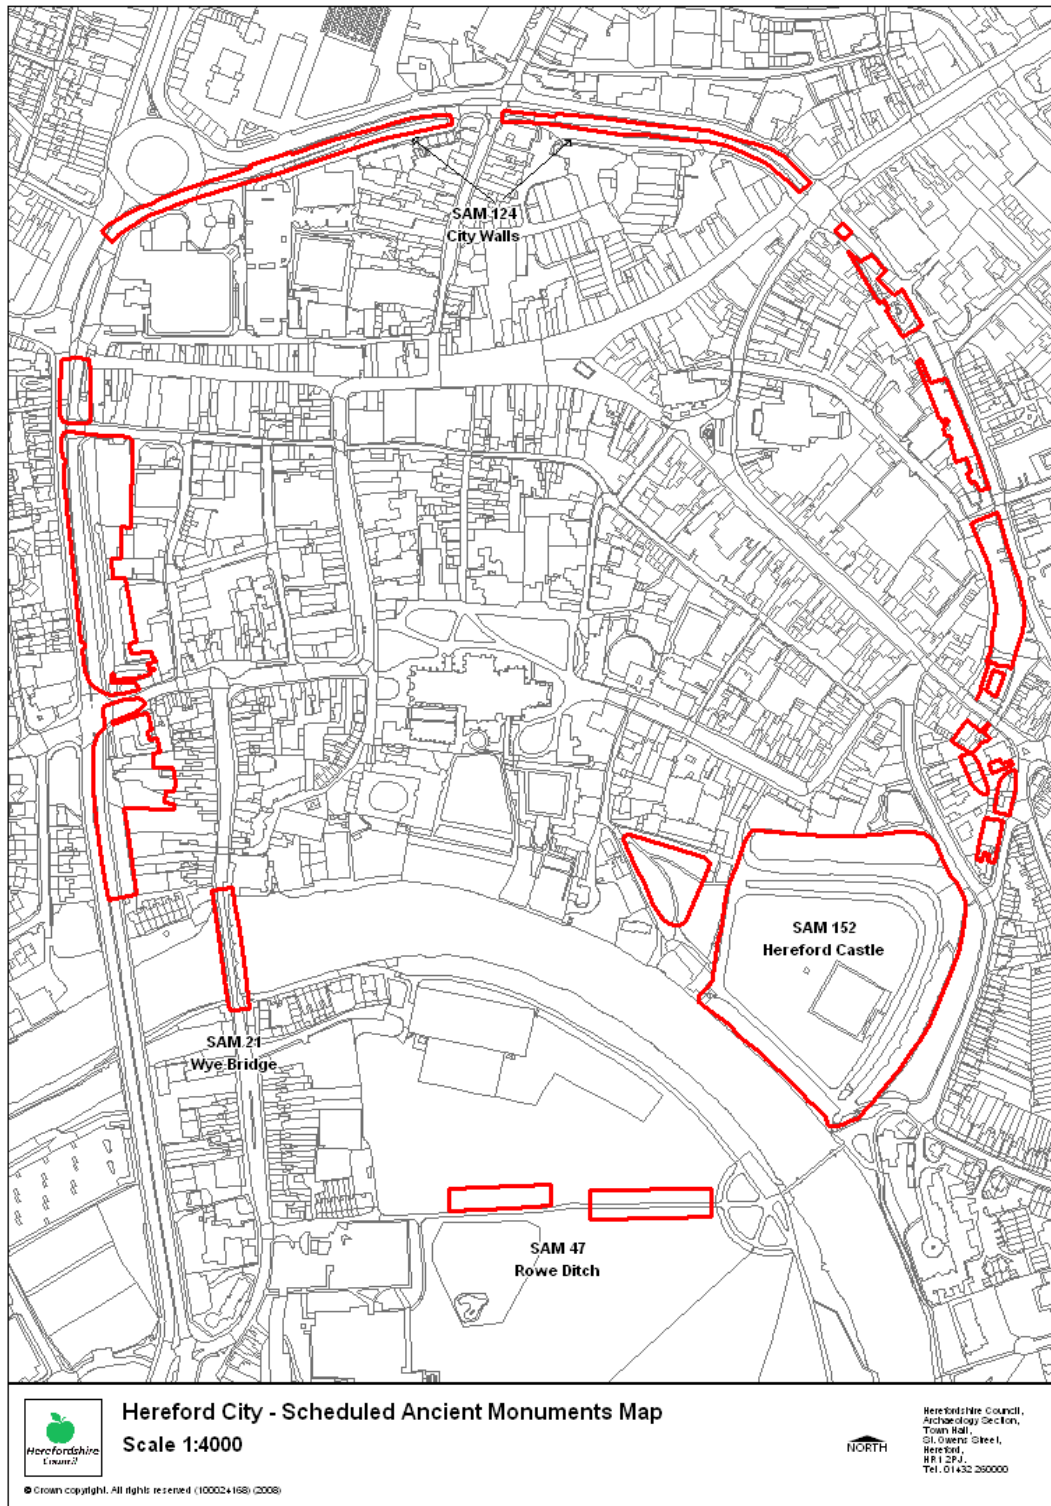 SAM 124
City Walls
SAM 152
Hereford Castle
SAM 21
Wye Bridge
SAM 47
Rowe Ditch
Herefordshire
Council
Hereford City - Scheduled Ancient Monuments Map
Scale 1:4000
NORTH
Herefordshire Council,
Archaeology Section,
Town Hall,
St. Owens Street,
Hereford,
HR1 2PJ.
Tel. 01432 260000
© Crown copyright. All rights reserved (100024168) (2008)